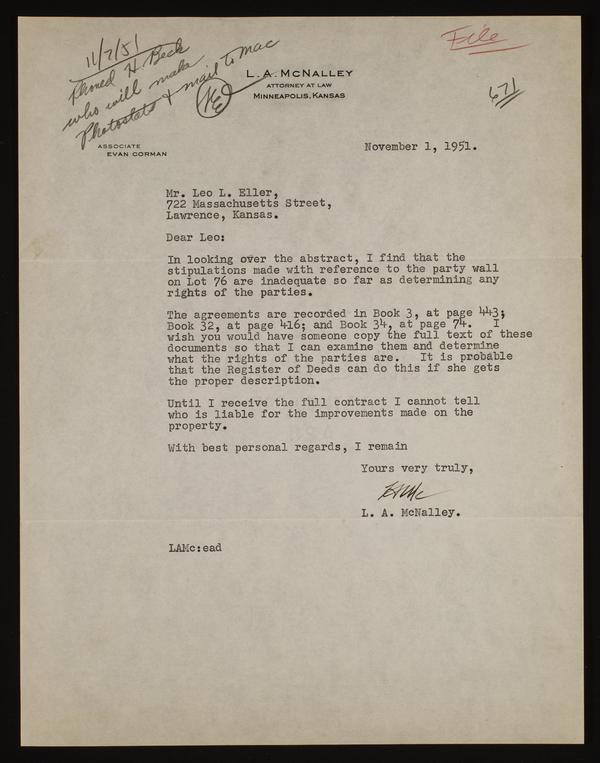 11/7/51
Phoned H. Beck
who will make
Photostats & mail to Mac
File
671
L. A. McNALLEY
ATTORNEY AT LAW
MINNEAPOLIS, KANSAS
ASSOCIATE
EVAN CORMAN
November 1, 1951.
Mr. Leo L. Eller,
722 Massachusetts Street,
Lawrence, Kansas.
Dear Leo:
In looking over the abstract, I find that the
stipulations made with reference to the party wall
on Lot 76 are inadequate so far as determining any
rights of the parties.
The agreements are recorded in Book 3, at page 443;
Book 32, at page 416; and Book 34, at page 74. I
wish you would have someone copy the full text of these
documents so that I can examine them and determine
what the rights of the parties are. It is probable
that the Register of Deeds can do this if she gets
the proper description.
Until I receive the full contract I cannot tell
who is liable for the improvements made on the
property.
With best personal regards, I remain
Yours very truly,
L. A. McNalley.
LAMc:ead